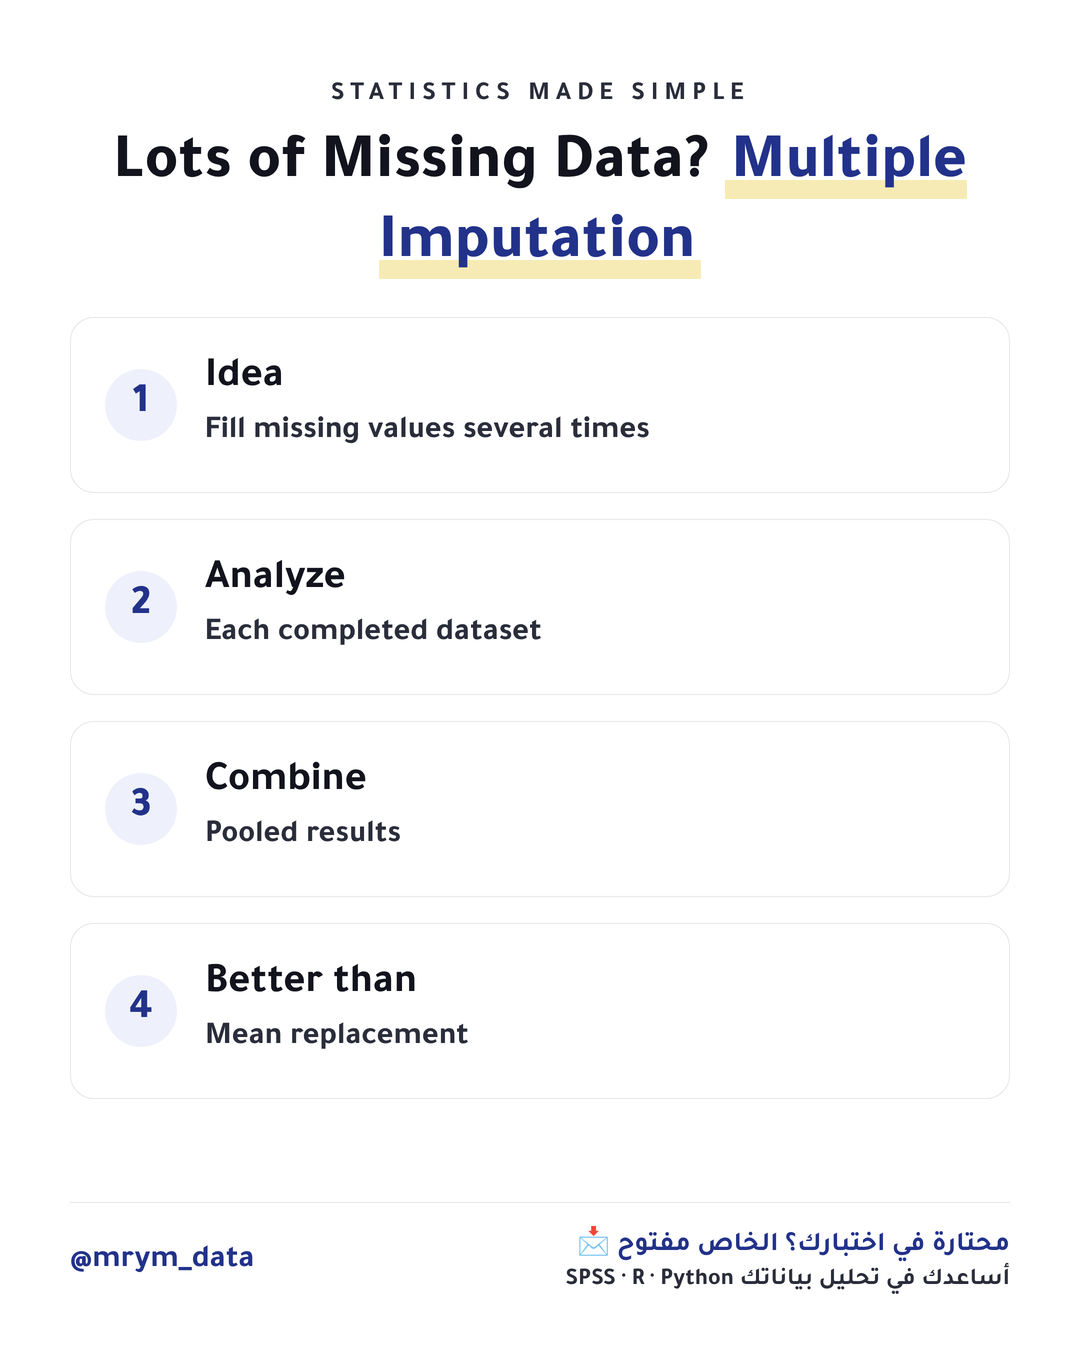 STATISTICS MADE SIMPLE
Lots of Missing Data? Multiple
Imputation
1
Idea
Fill missing values several times
2
Analyze
Each completed dataset
3
Combine
Pooled results
4
Better than
Mean replacement
@mrym_data
محتارة في اختبارك؟ الخاص مفتوح 📩
أساعدك في تحليل بياناتك SPSS · R · Python